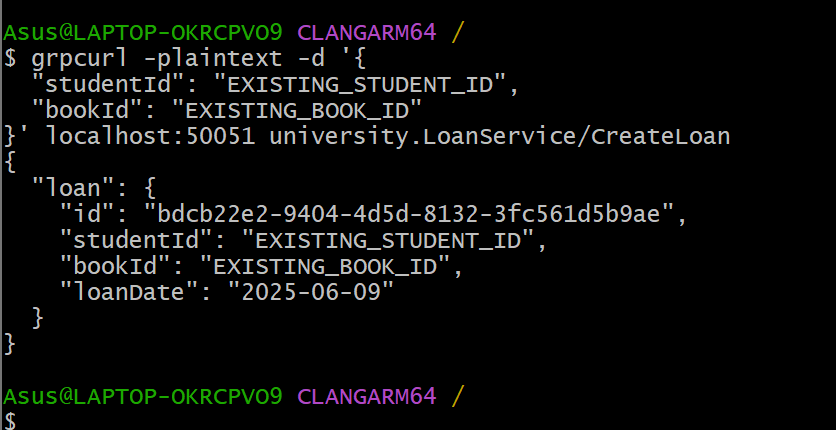 Asus@LAPTOP-OKRCPVO9 CLANGARM64 /
$ grpcurl -plaintext -d '{
  "studentId": "EXISTING_STUDENT_ID",
  "bookId": "EXISTING_BOOK_ID"
}' localhost:50051 university.LoanService/CreateLoan
{
  "loan": {
    "id": "bdcb22e2-9404-4d5d-8132-3fc561d5b9ae",
    "studentId": "EXISTING_STUDENT_ID",
    "bookId": "EXISTING_BOOK_ID",
    "loanDate": "2025-06-09"
  }
}
Asus@LAPTOP-OKRCPVO9 CLANGARM64 /
$